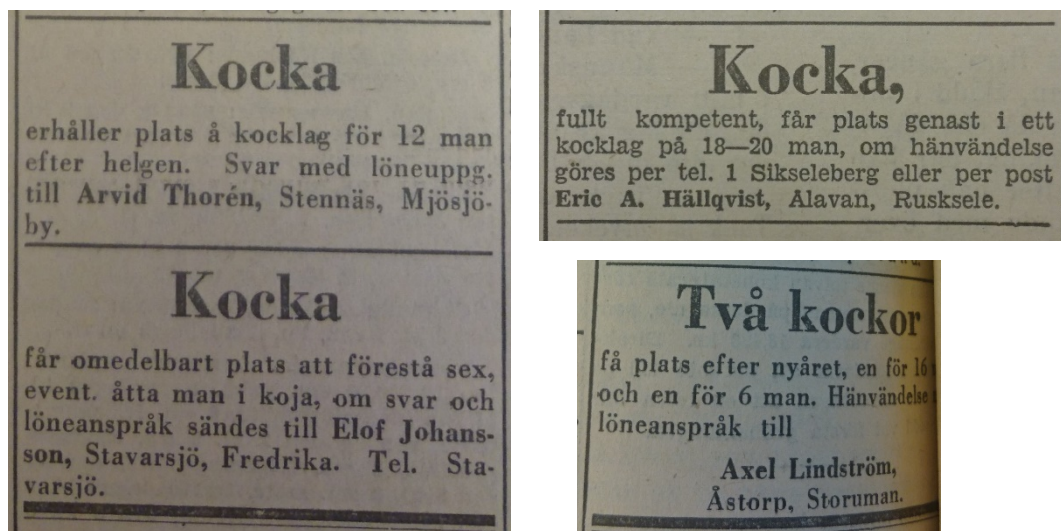 Kocka
erhåller plats å kocklag för 12 man
efter helgen. Svar med löneuppg.
till Arvid Thorén, Stennäs, Mjösjö-
by.
Kocka
får omedelbart plats att förestå sex,
event. åtta man i koja, om svar och
löneanspråk sändes till Elof Johans-
son, Stavarsjö, Fredrika. Tel. Sta-
varsjö.
Kocka,
fullt kompetent, får plats genast i ett
kocklag på 18—20 man, om hänvändelse
göres per tel. 1 Sikseleberg eller per post
Eric A. Hällqvist, Alavan, Rusksele.
Två kockor
få plats efter nyåret, en för 16
och en för 6 man. Hänvändelse
löneanspråk till
Axel Lindström,
Åstorp, Storuman.